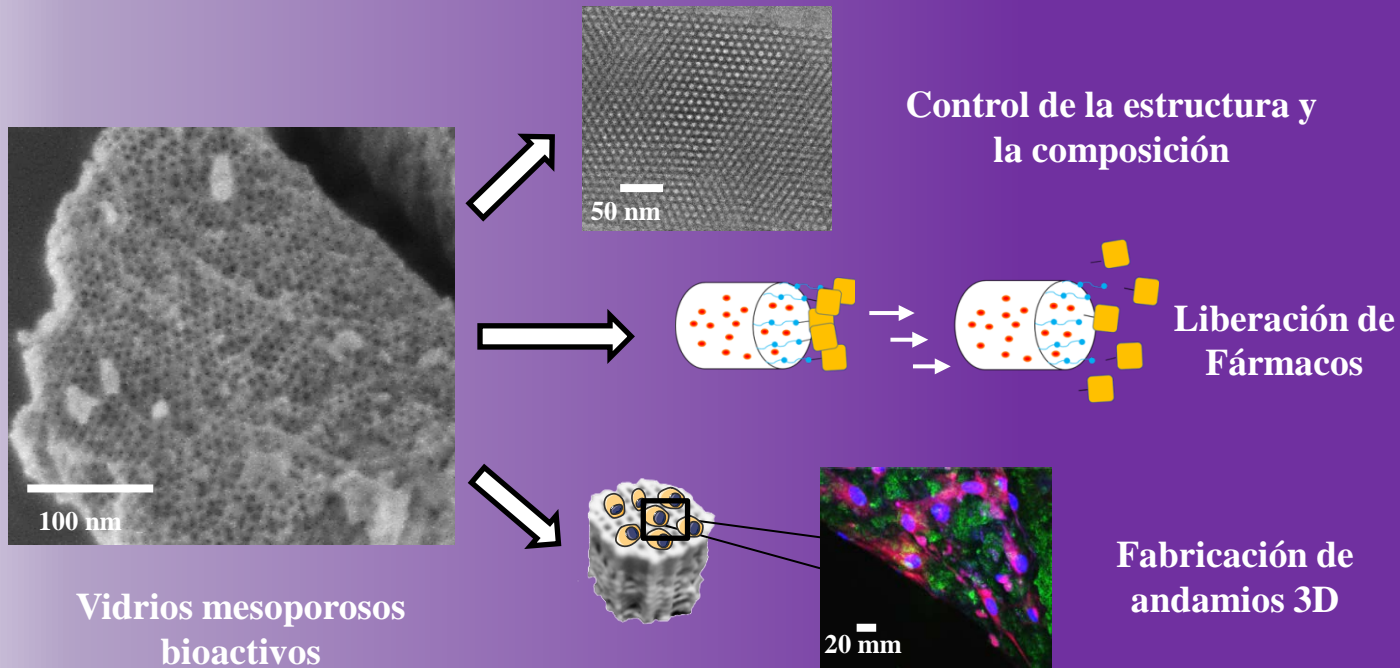 Control de la estructura y
la composición
50 nm
100 nm
Liberación de
Fármacos
Vidrios mesoporosos
bioactivos
20 mm
Fabricación de
andamios 3D